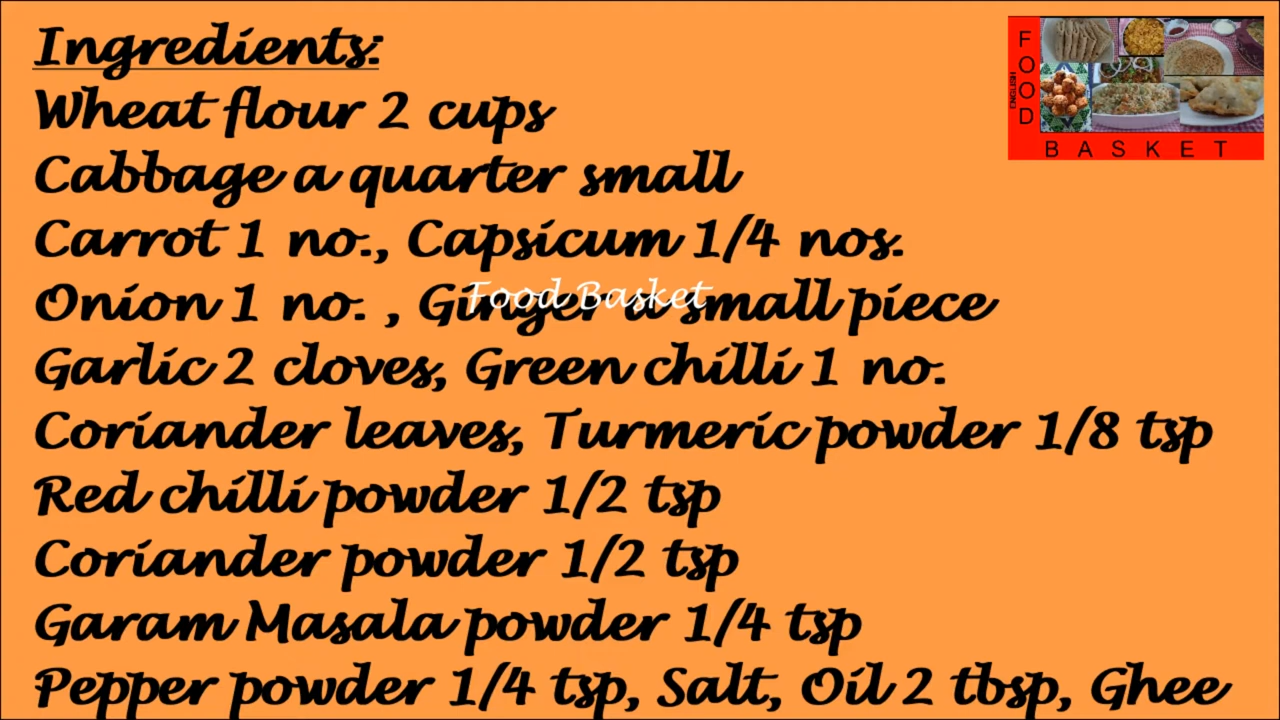 Ingredients:
Wheat flour 2 cups
Cabbage a quarter small
Carrot 1 no., Capsicum 1/4 nos.
Onion 1 no. , Ginger a small piece
Food Basket
Garlic 2 cloves, Green chilli 1 no.
Coriander leaves, Turmeric powder 1/8 tsp
Red chilli powder 1/2 tsp
Coriander powder 1/2 tsp
Garam Masala powder 1/4 tsp
Pepper powder 1/4 tsp, Salt, Oil 2 tbsp, Ghee
FOOD
BASKET